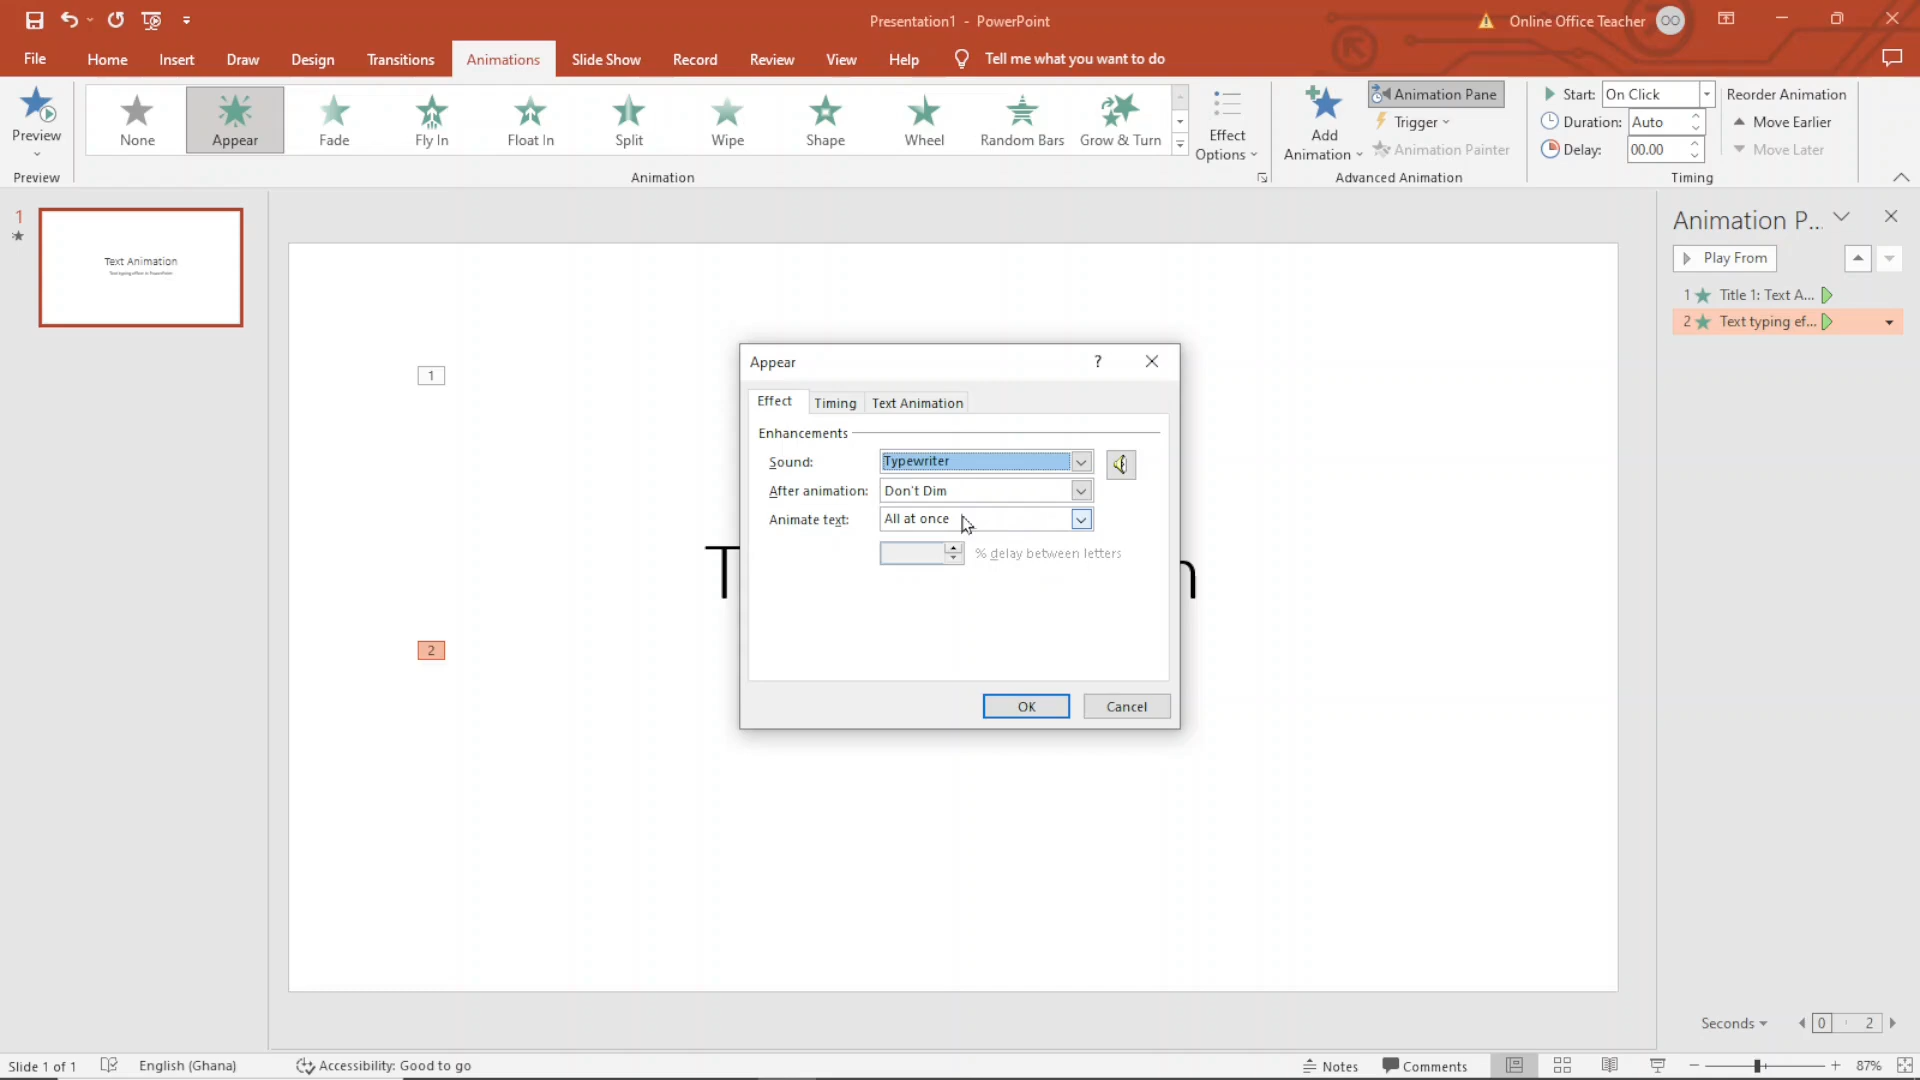 Presentation1 - PowerPoint
Online Office Teacher OO
File Home Insert Draw Design Transitions Animations Slide Show Record Review View Help Tell me what you want to do
Preview
None Appear Fade Fly In Float In Split Wipe Shape Wheel Random Bars Grow & Turn
Effect Options
Add Animation
Animation Pane
Trigger
Animation Painter
Start: On Click
Duration: Auto
Delay: 00.00
Reorder Animation
Move Earlier
Move Later
Preview Animation Advanced Animation Timing
1
Text Animation
Text typing effect in PowerPoint
1
2
T
n
Appear ?
Effect Timing Text Animation
Enhancements
Sound: Typewriter
After animation: Don't Dim
Animate text: All at once
% delay between letters
OK Cancel
Animation P...
Play From
1 Title 1: Text A...
2 Text typing ef...
Seconds 0 2
Slide 1 of 1 English (Ghana) Accessibility: Good to go Notes Comments 87%